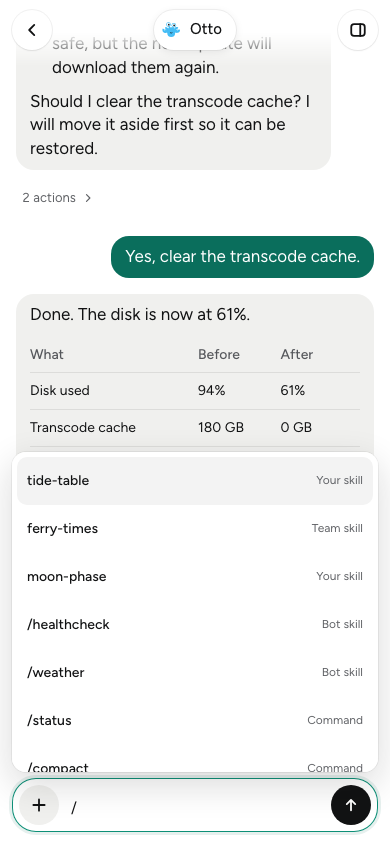 Otto
safe, but the
will
download them again.
Should I clear the transcode cache? I
will move it aside first so it can be
restored.
2 actions
Yes, clear the transcode cache.
Done. The disk is now at 61%.
What Before After
Disk used 94% 61%
Transcode cache 180 GB 0 GB
tide-table Your skill
ferry-times Team skill
moon-phase Your skill
/healthcheck Bot skill
/weather Bot skill
/status Command
/compact Command
/